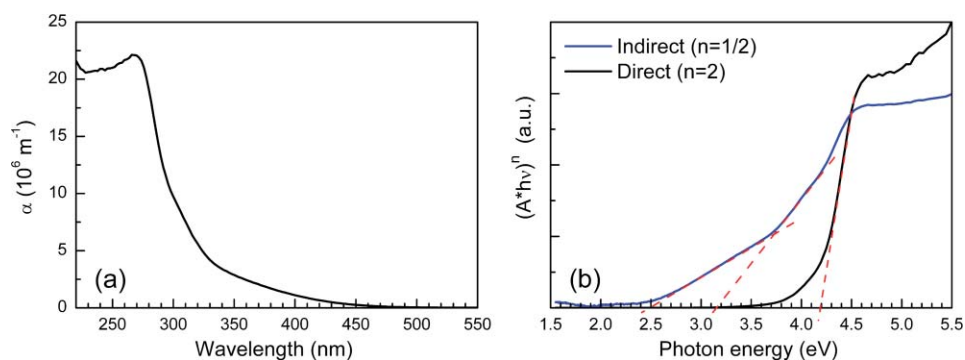 25
20
15
10
5
0
α (10⁶ m⁻¹)
(a)
250 300 350 400 450 500 550
Wavelength (nm)
Indirect (n=1/2)
Direct (n=2)
(A*hν)ⁿ (a.u.)
(b)
1.5 2.0 2.5 3.0 3.5 4.0 4.5 5.0 5.5
Photon energy (eV)